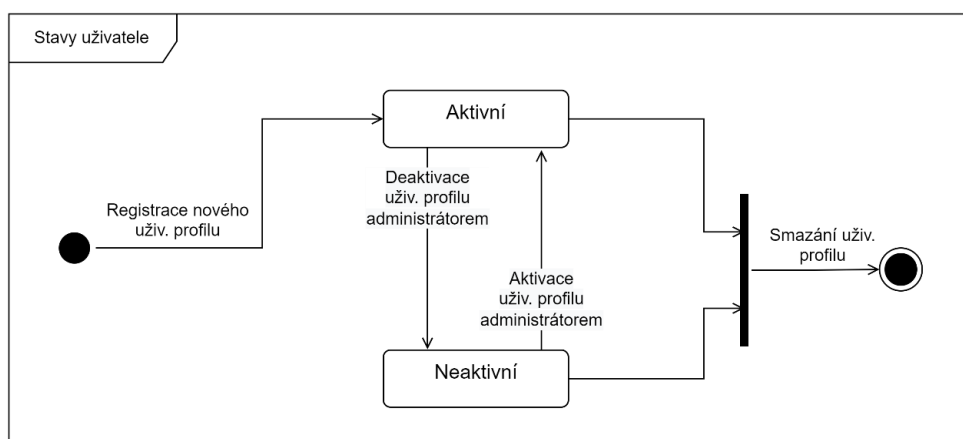 Stavy uživatele
Aktivní
Registrace nového
uživ. profilu
Deaktivace
uživ. profilu
administrátorem
Aktivace
uživ. profilu
administrátorem
Neaktivní
Smazání uživ.
profilu